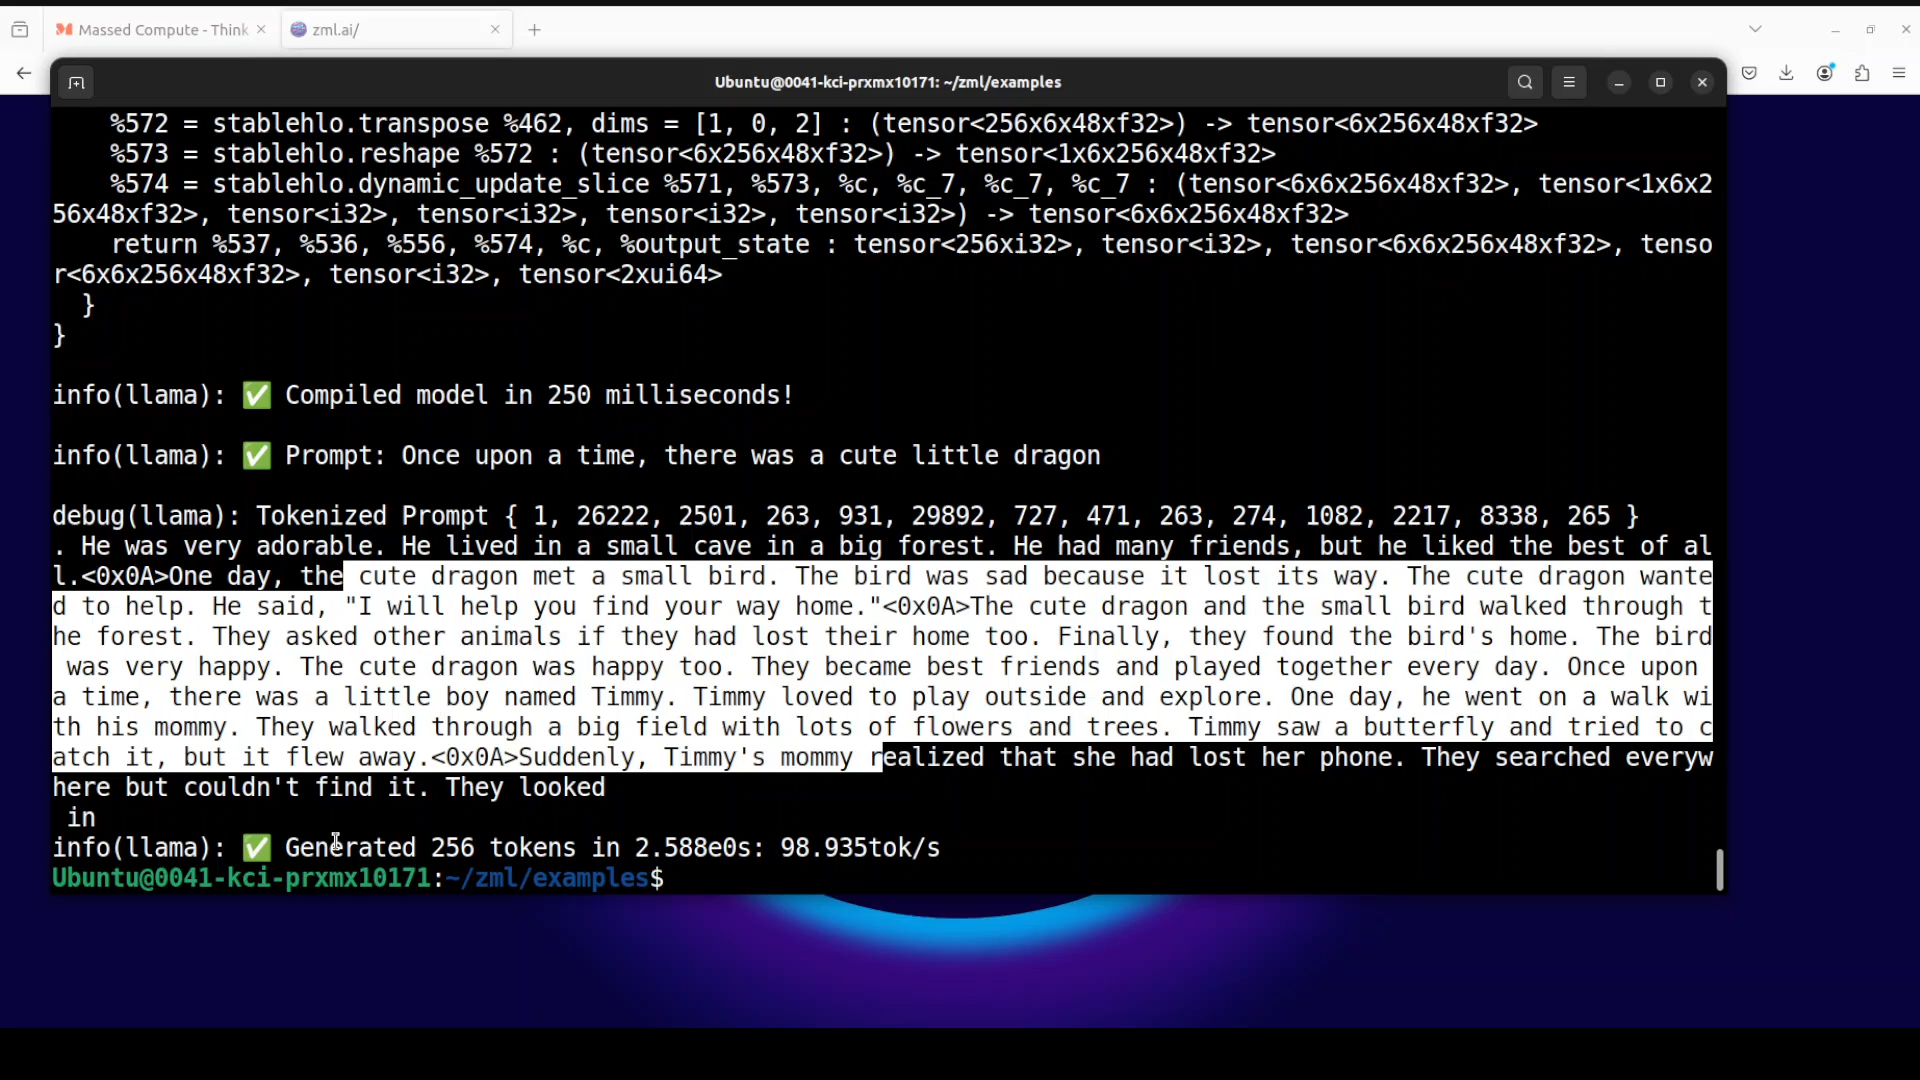 Massed Compute - Think
zml.ai/
Ubuntu@0041-kci-prxmx10171: ~/zml/examples
%572 = stablehlo.transpose %462, dims = [1, 0, 2] : (tensor<256x6x48xf32>) -> tensor<6x256x48xf32>
%573 = stablehlo.reshape %572 : (tensor<6x256x48xf32>) -> tensor<1x6x256x48xf32>
%574 = stablehlo.dynamic_update_slice %571, %573, %c, %c_7, %c_7, %c_7 : (tensor<6x6x256x48xf32>, tensor<1x6x2
56x48xf32>, tensor<i32>, tensor<i32>, tensor<i32>, tensor<i32>) -> tensor<6x6x256x48xf32>
return %537, %536, %556, %574, %c, %output_state : tensor<256xi32>, tensor<i32>, tensor<6x6x256x48xf32>, tenso
r<6x6x256x48xf32>, tensor<i32>, tensor<2xui64>
}
}
info(llama): ✅ Compiled model in 250 milliseconds!
info(llama): ✅ Prompt: Once upon a time, there was a cute little dragon
debug(llama): Tokenized Prompt { 1, 26222, 2501, 263, 931, 29892, 727, 471, 263, 274, 1082, 2217, 8338, 265 }
. He was very adorable. He lived in a small cave in a big forest. He had many friends, but he liked the best of al
l.<0x0A>One day, the cute dragon met a small bird. The bird was sad because it lost its way. The cute dragon wante
d to help. He said, "I will help you find your way home."<0x0A>The cute dragon and the small bird walked through t
he forest. They asked other animals if they had lost their home too. Finally, they found the bird's home. The bird
was very happy. The cute dragon was happy too. They became best friends and played together every day. Once upon
a time, there was a little boy named Timmy. Timmy loved to play outside and explore. One day, he went on a walk wi
th his mommy. They walked through a big field with lots of flowers and trees. Timmy saw a butterfly and tried to c
atch it, but it flew away.<0x0A>Suddenly, Timmy's mommy realized that she had lost her phone. They searched everyw
here but couldn't find it. They looked
in
info(llama): ✅ Generated 256 tokens in 2.588e0s: 98.935tok/s
Ubuntu@0041-kci-prxmx10171:~/zml/examples$